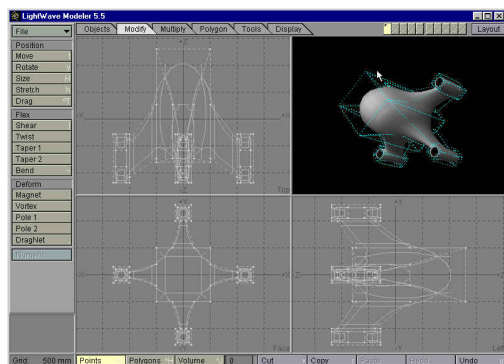 LightWave Modeler 5.5
File Objects Modify Multiply Polygon Tools Display Layout
Position
Move
Rotate
Size H
Stretch h
Drag
Flex
Shear
Twist
Taper 1
Taper 2
Bend
Deform
Magnet
Vortex
Pole 1
Pole 2
DragNet
Numeric
+Z
-X
Top
+Y +Y
-X +X -Z
-Y -Y
Face Left
Grid: 500 mm Points Polygons Volume 0 Cut Copy Paste Redo Undo